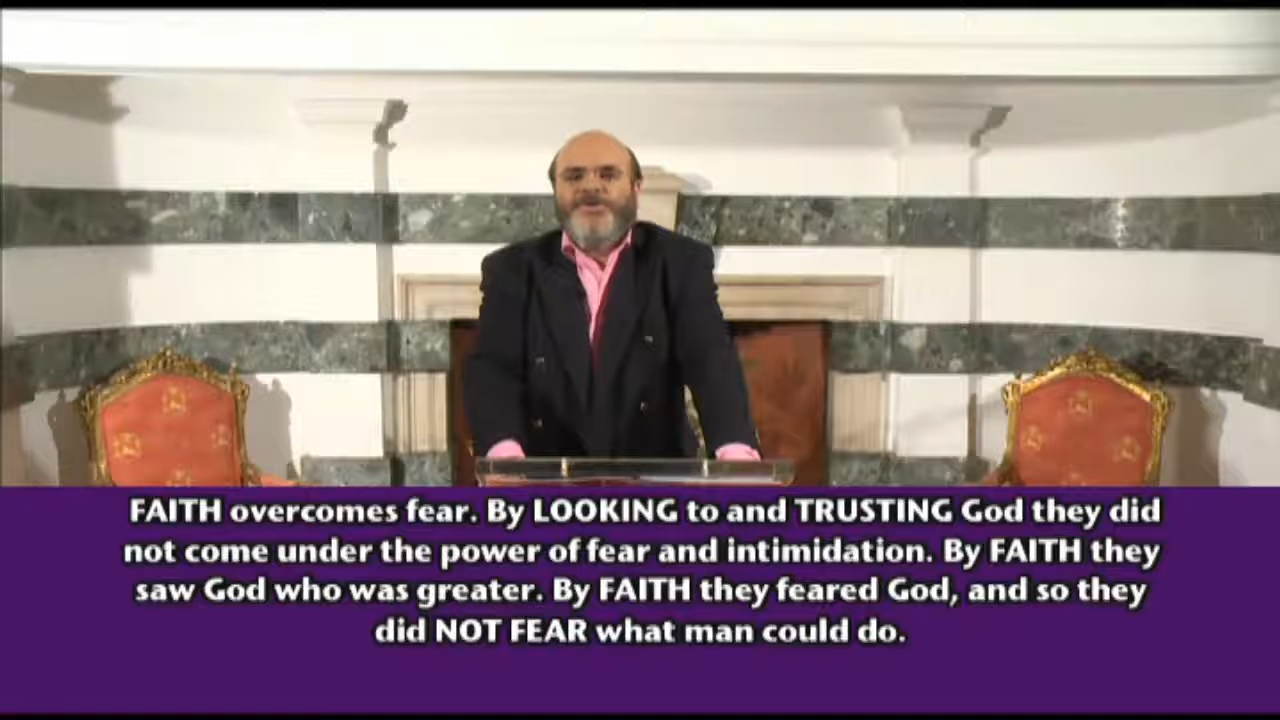 FAITH overcomes fear. By LOOKING to and TRUSTING God they did
not come under the power of fear and intimidation. By FAITH they
saw God who was greater. By FAITH they feared God, and so they
did NOT FEAR what man could do.